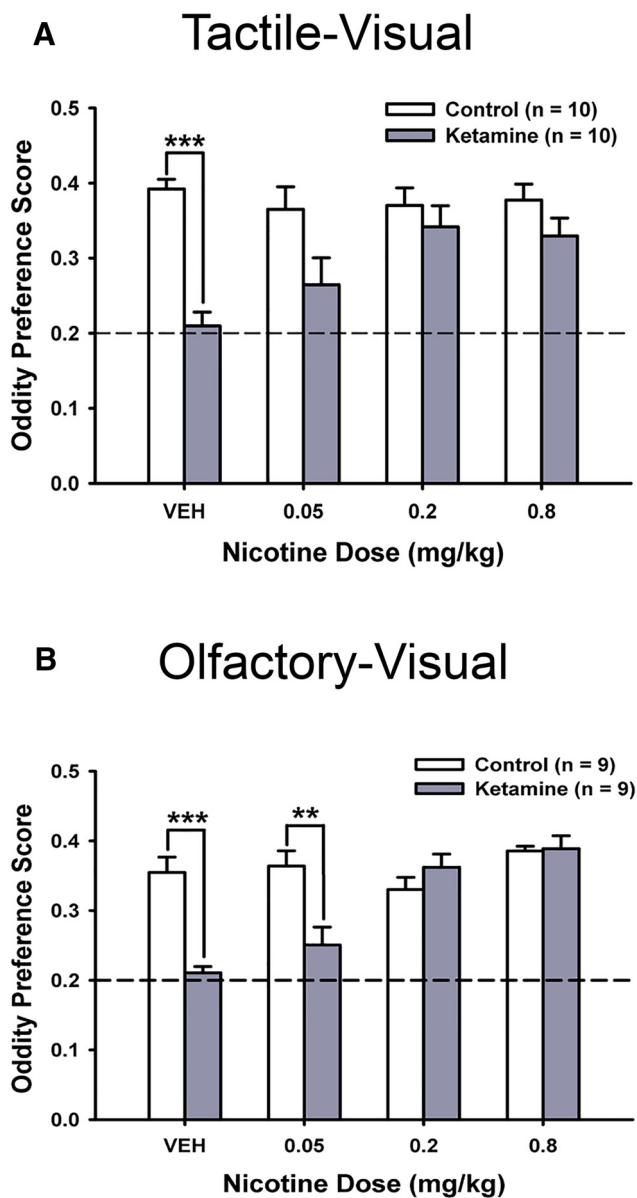 A
Tactile-Visual
Control (n = 10)
Ketamine (n = 10)
Oddity Preference Score
0.5
0.4
0.3
0.2
0.1
0.0
***
VEH 0.05 0.2 0.8
Nicotine Dose (mg/kg)
B
Olfactory-Visual
Control (n = 9)
Ketamine (n = 9)
Oddity Preference Score
0.5
0.4
0.3
0.2
0.1
0.0
*** **
VEH 0.05 0.2 0.8
Nicotine Dose (mg/kg)